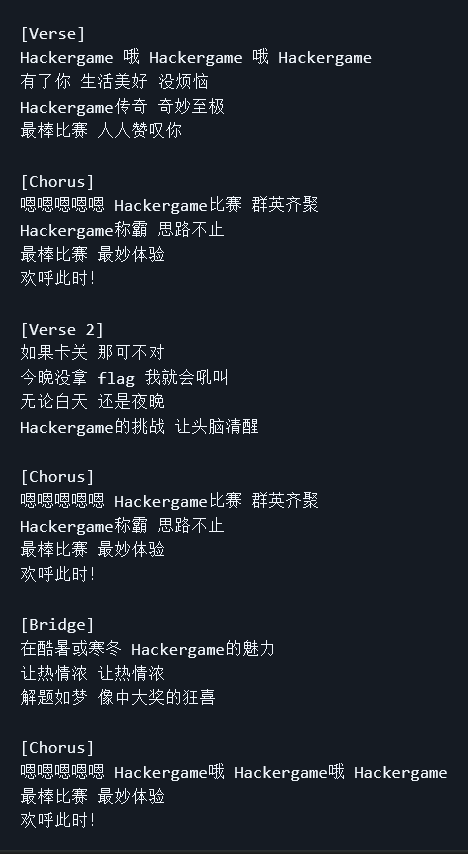 [Verse]
Hackergame 哦 Hackergame 哦 Hackergame
有了你 生活美好 没烦恼
Hackergame传奇 奇妙至极
最棒比赛 人人赞叹你
[Chorus]
嗯嗯嗯嗯嗯 Hackergame比赛 群英齐聚
Hackergame称霸 思路不止
最棒比赛 最妙体验
欢呼此时!
[Verse 2]
如果卡关 那可不对
今晚没拿 flag 我就会吼叫
无论白天 还是夜晚
Hackergame的挑战 让头脑清醒
[Chorus]
嗯嗯嗯嗯嗯 Hackergame比赛 群英齐聚
Hackergame称霸 思路不止
最棒比赛 最妙体验
欢呼此时!
[Bridge]
在酷暑或寒冬 Hackergame的魅力
让热情浓 让热情浓
解题如梦 像中大奖的狂喜
[Chorus]
嗯嗯嗯嗯嗯 Hackergame哦 Hackergame哦 Hackergame
最棒比赛 最妙体验
欢呼此时!